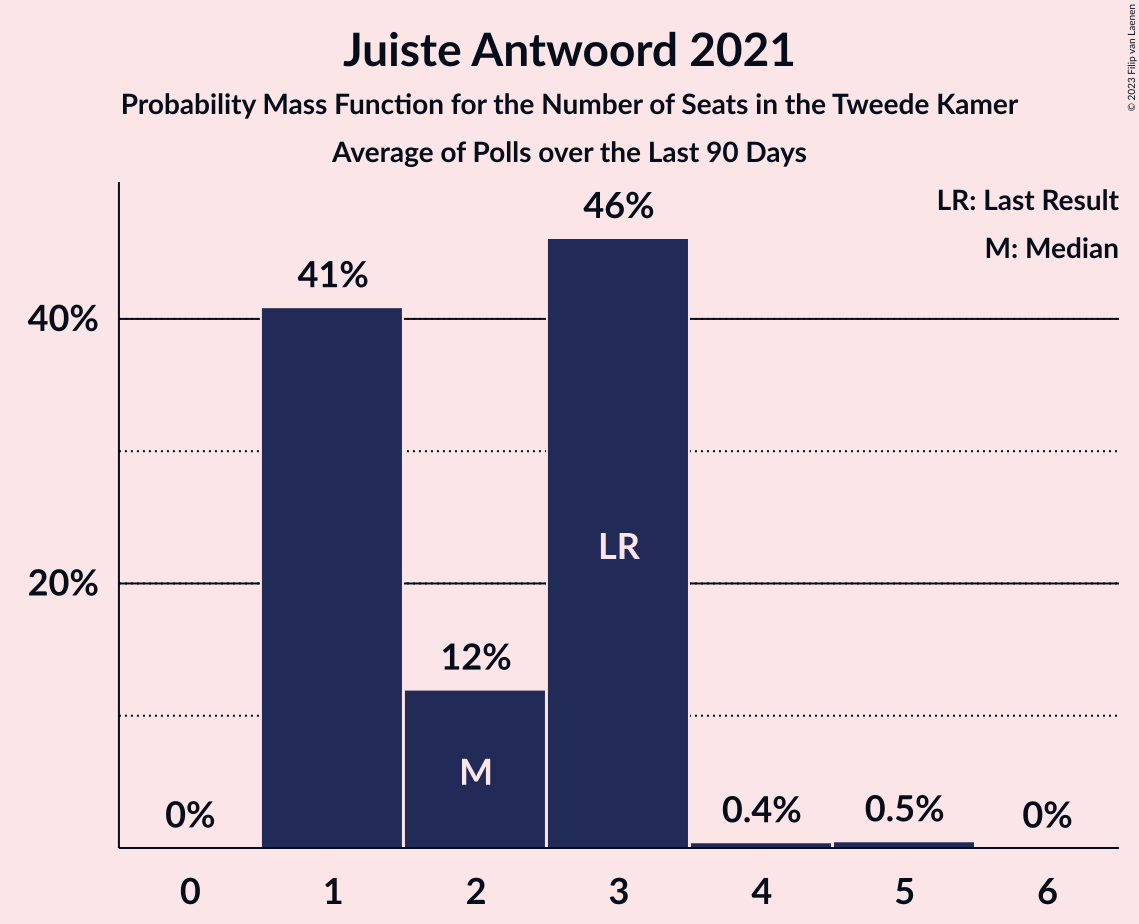 Juiste Antwoord 2021
Probability Mass Function for the Number of Seats in the Tweede Kamer
Average of Polls over the Last 90 Days
© 2023 Filip van Laenen
LR: Last Result
M: Median
40%
20%
0%
41%
12%
46%
0.4%
0.5%
0%
M
LR
0 1 2 3 4 5 6